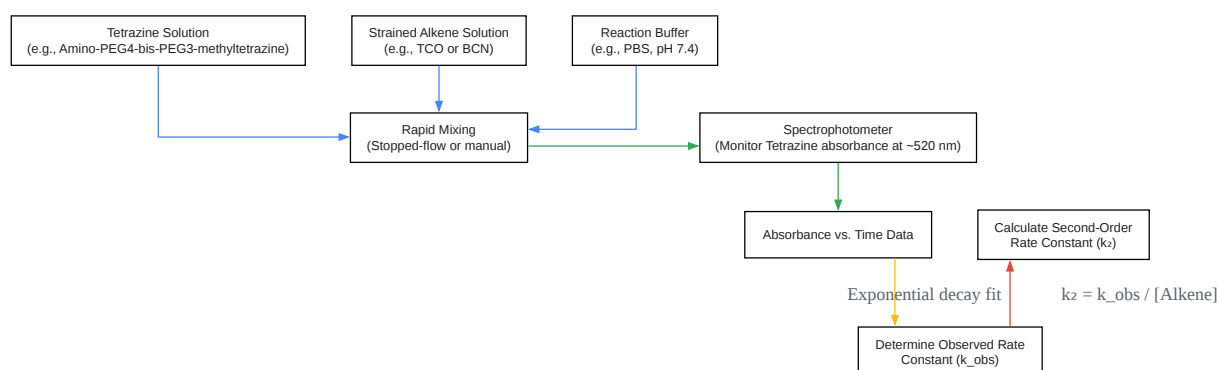 Tetrazine Solution
(e.g., Amino-PEG4-bis-PEG3-methyltetrazine)
Strained Alkene Solution
(e.g., TCO or BCN)
Reaction Buffer
(e.g., PBS, pH 7.4)
Rapid Mixing
(Stopped-flow or manual)
Spectrophotometer
(Monitor Tetrazine absorbance at ~520 nm)
Absorbance vs. Time Data
Calculate Second-Order
Rate Constant (k₂)
Exponential decay fit
k₂ = k_obs / [Alkene]
Determine Observed Rate
Constant (k_obs)